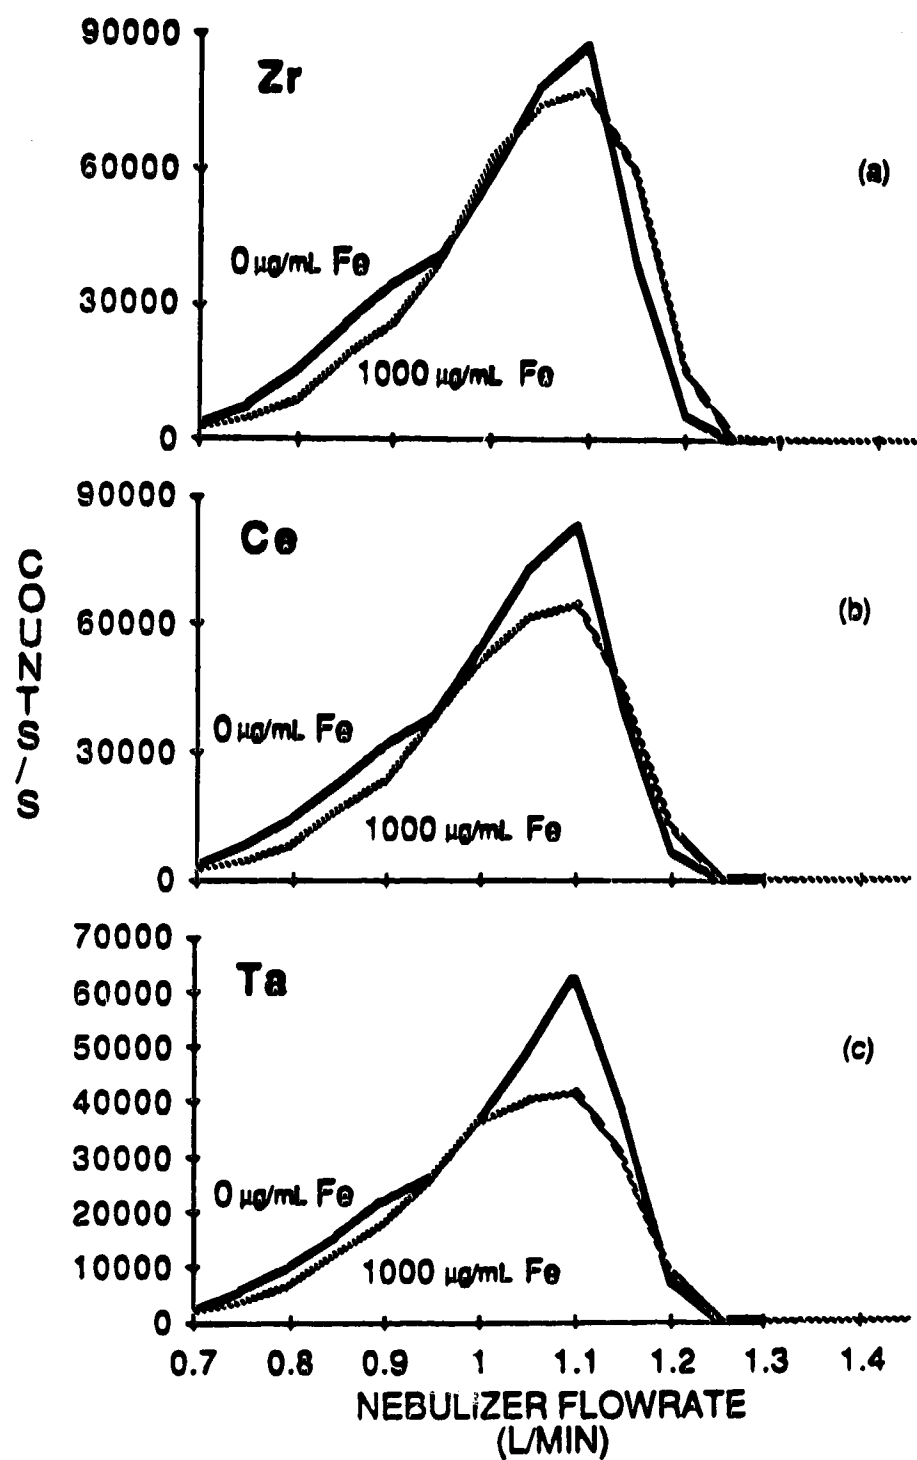 90000
Zr
60000
(a)
0 µg/mL Fe
30000
1000 µg/mL Fe
0
90000
Ce
60000
(b)
0 µg/mL Fe
30000
1000 µg/mL Fe
0
COUNTS/S
70000
Ta
60000
50000
(c)
40000
30000
0 µg/mL Fe
20000
1000 µg/mL Fe
10000
0
0.7 0.8 0.9 1 1.1 1.2 1.3 1.4
NEBULIZER FLOWRATE
(L/MIN)